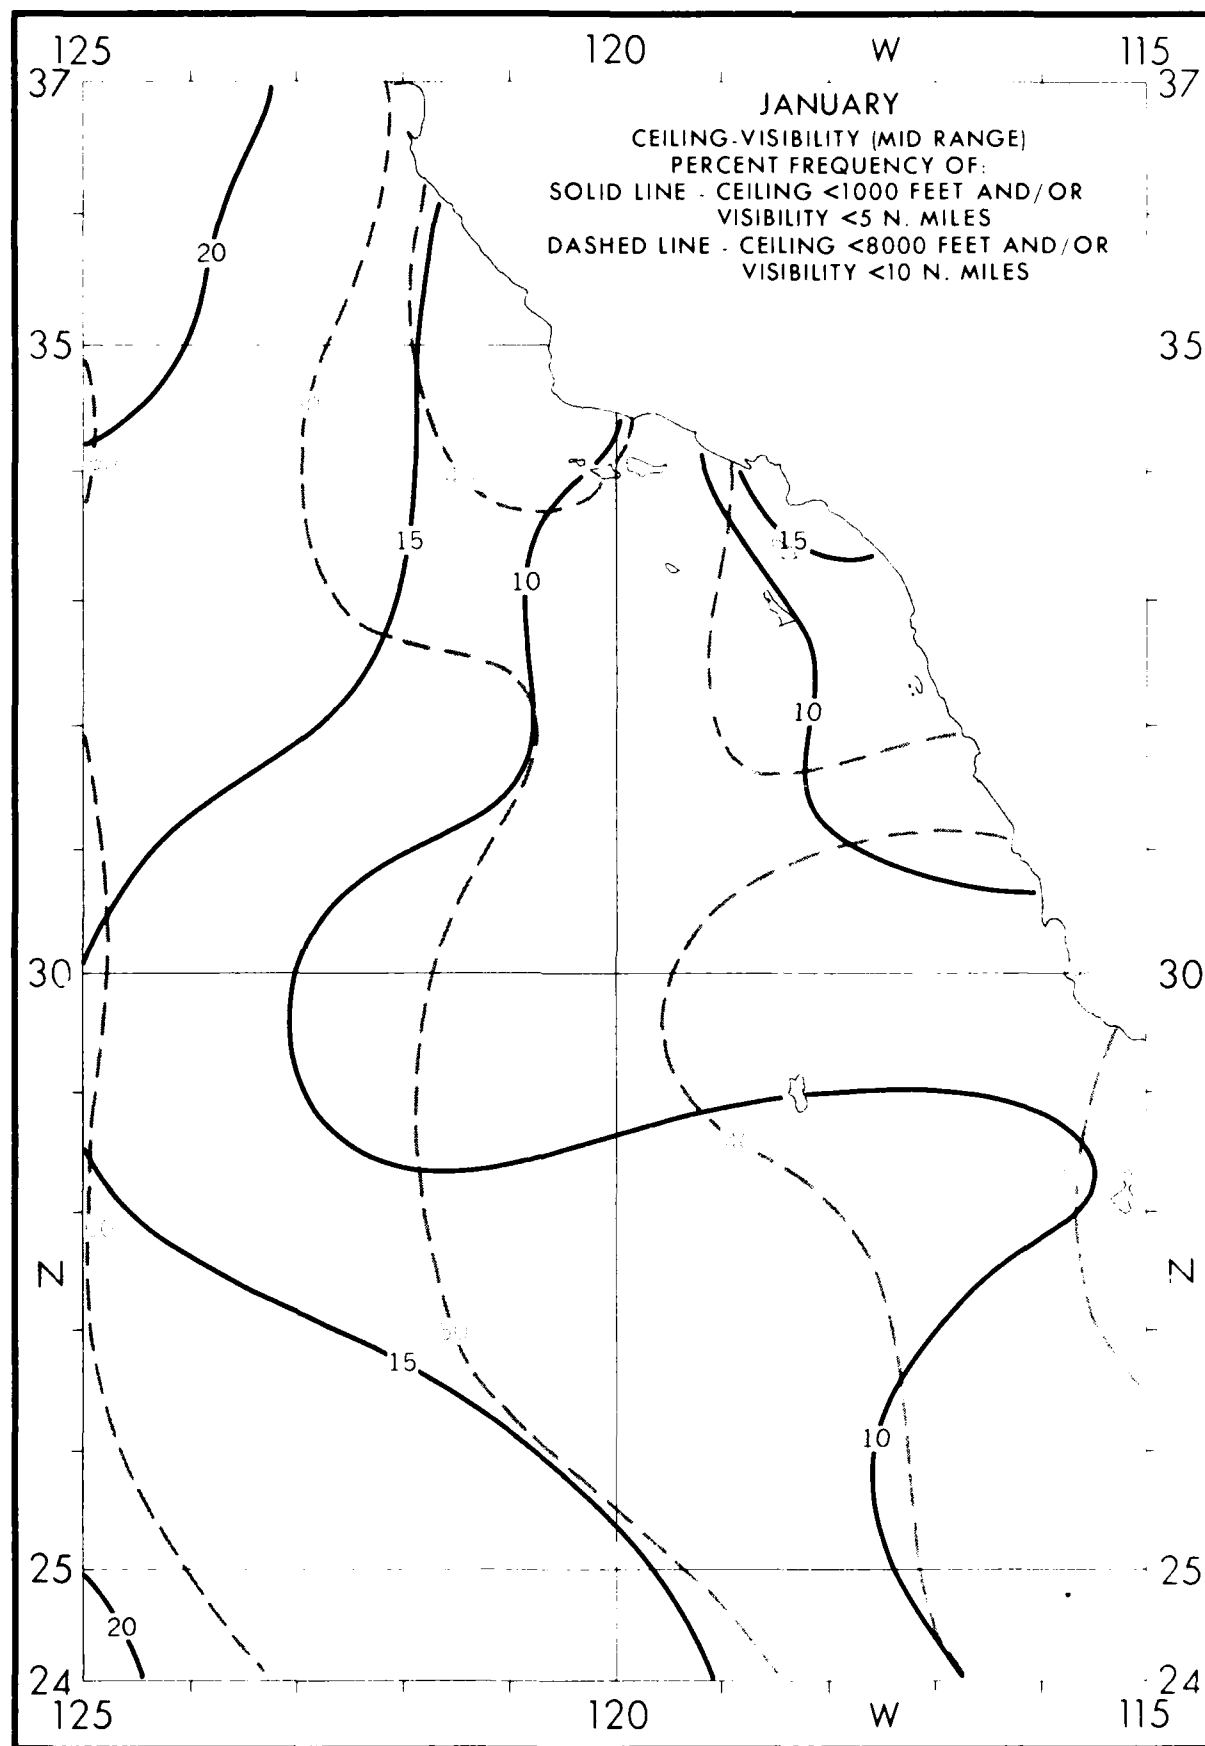 125 120 W 115
37 37
JANUARY
CEILING-VISIBILITY (MID RANGE)
PERCENT FREQUENCY OF:
SOLID LINE - CEILING <1000 FEET AND/OR
VISIBILITY <5 N. MILES
DASHED LINE - CEILING <8000 FEET AND/OR
VISIBILITY <10 N. MILES
20
35 35
15 15
10
10
30 30
60
N N
60
15
10
25 25
20
24 24
125 120 W 115